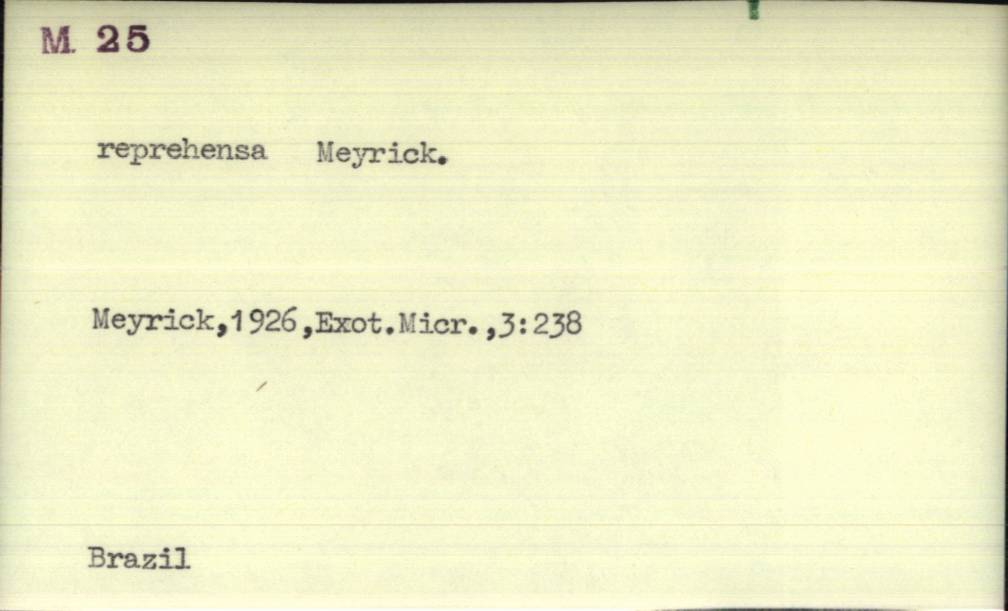 M. 25
reprehensa Meyrick.
Meyrick,1926,Exot.Micr.,3:238
Brazil